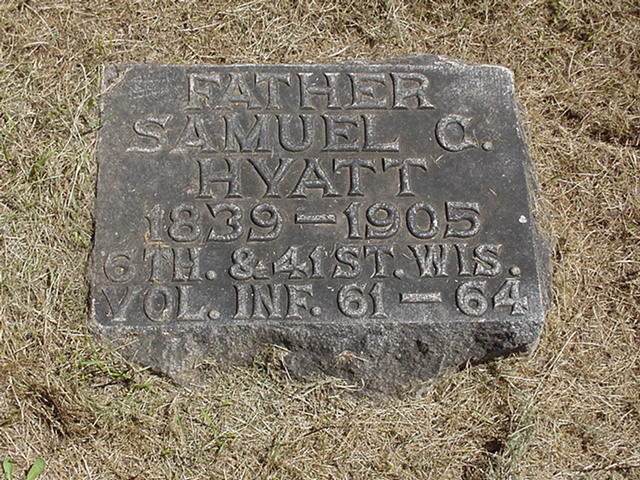 FATHER
SAMUEL C.
HYATT
1839 – 1905
6TH. & 41ST. WIS.
VOL. INF. 61 – 64